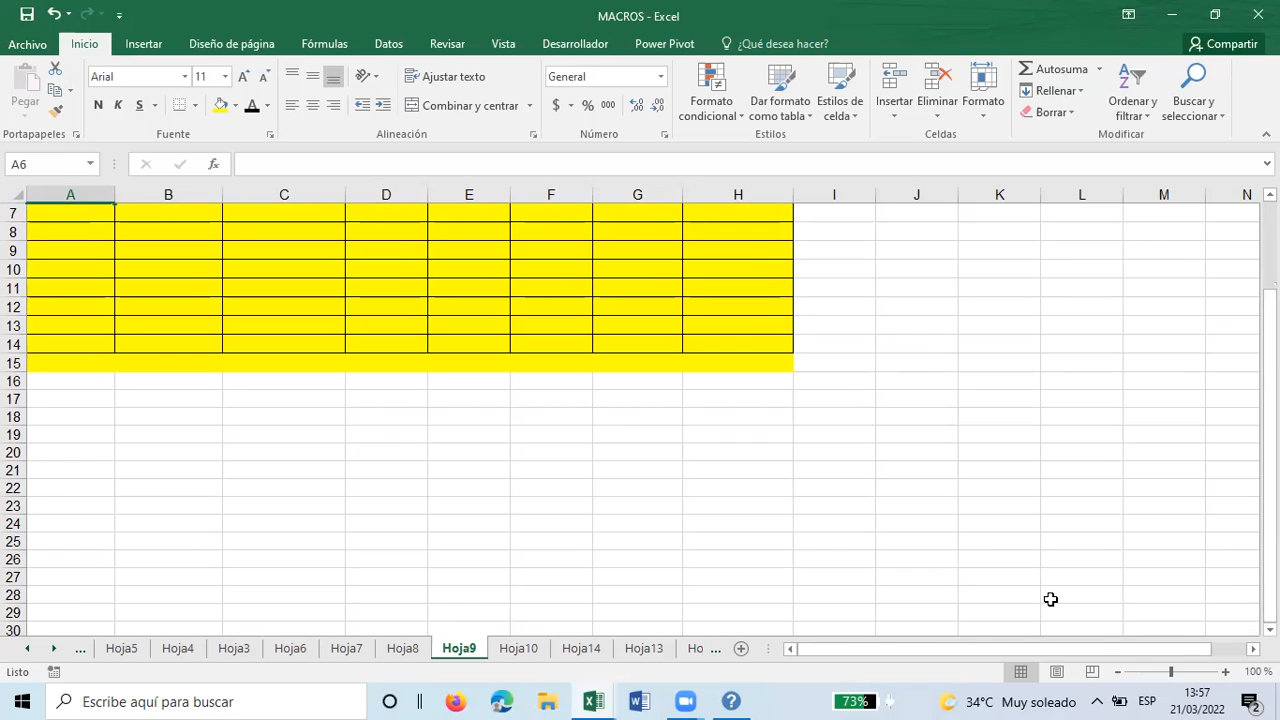 MACROS - Excel
Archivo Inicio Insertar Diseño de página Fórmulas Datos Revisar Vista Desarrollador Power Pivot ¿Qué desea hacer? Compartir
Pegar
Portapapeles
Arial 11
N K S
Fuente
Ajustar texto
Combinar y centrar
Alineación
General
$ % 000
Número
Formato condicional
Dar formato como tabla
Estilos de celda
Estilos
Insertar Eliminar Formato
Celdas
Autosuma
Rellenar
Borrar
Ordenar y filtrar
Buscar y seleccionar
Modificar
A6 fx
A B C D E F G H I J K L M N
7
8
9
10
11
12
13
14
15
16
17
18
19
20
21
22
23
24
25
26
27
28
29
30
... Hoja5 Hoja4 Hoja3 Hoja6 Hoja7 Hoja8 Hoja9 Hoja10 Hoja14 Hoja13 Ho ...
Listo 100 %
Escribe aquí para buscar 73% 34°C Muy soleado ESP 13:57
21/03/2022 2